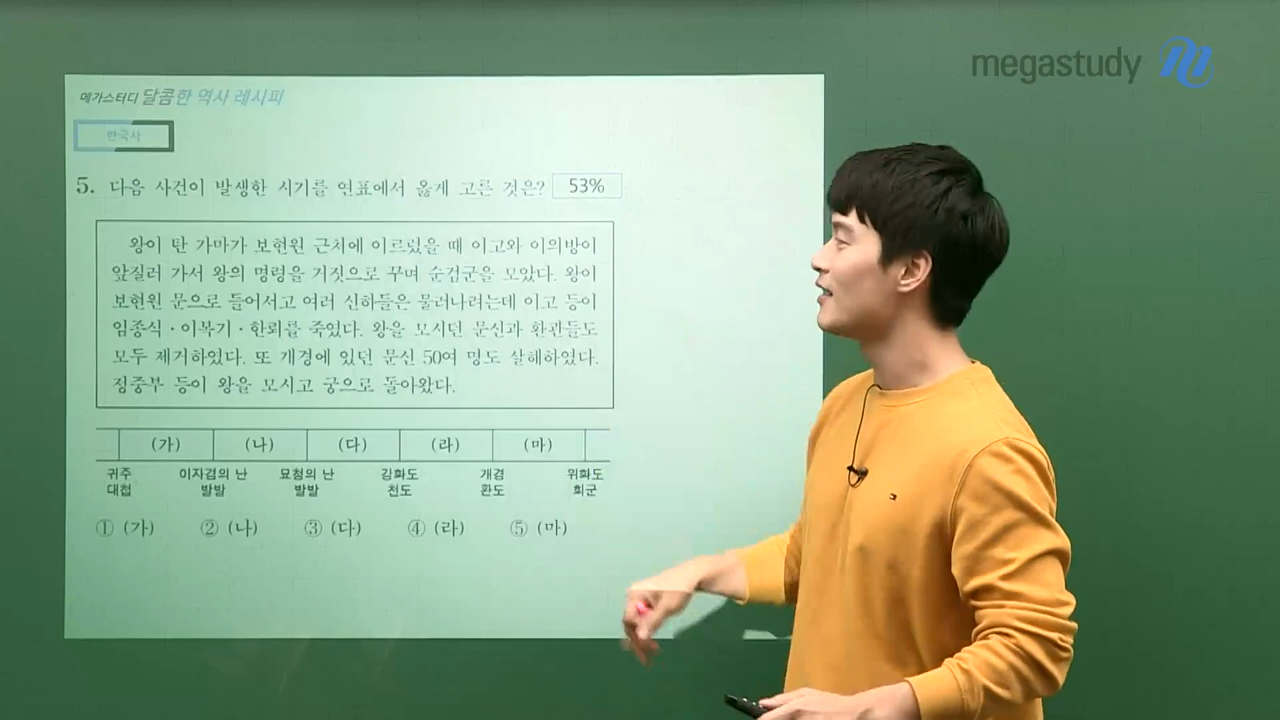 megastudy
메가스터디 달콤한 역사 레시피
한국사
5. 다음 사건이 발생한 시기를 연표에서 옳게 고른 것은? 53%
왕이 탄 가마가 보현원 근처에 이르렀을 때 이고와 이의방이
앞질러 가서 왕의 명령을 거짓으로 꾸며 순검군을 모았다. 왕이
보현원 문으로 들어서고 여러 신하들은 물러나려는데 이고 등이
임종식·이복기·한뢰를 죽였다. 왕을 모시던 문신과 환관들도
모두 제거하였다. 또 개경에 있던 문신 50여 명도 살해하였다.
정중부 등이 왕을 모시고 궁으로 돌아왔다.
(가) (나) (다) (라) (마)
귀주 이자겸의 난 묘청의 난 강화도 개경 위화도
대첩 발발 발발 천도 환도 회군
① (가) ② (나) ③ (다) ④ (라) ⑤ (마)